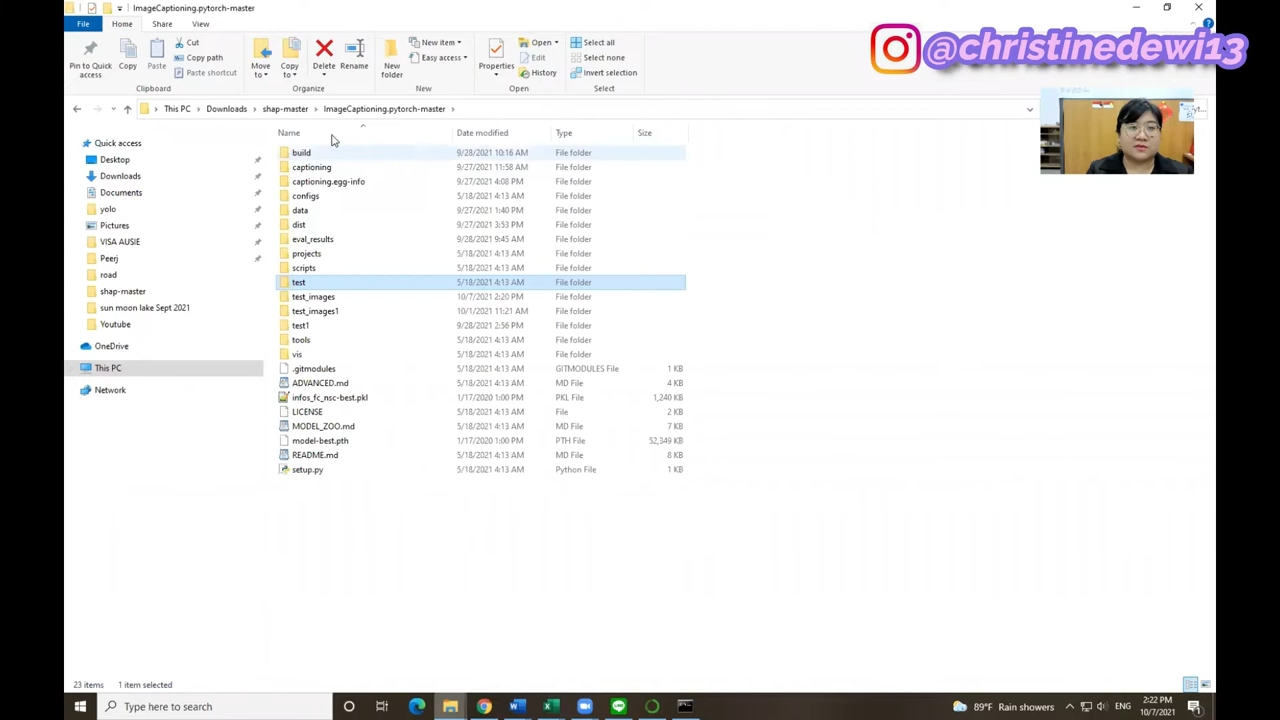 ImageCaptioning.pytorch-master
File Home Share View
Pin to Quick access
Copy
Paste
Cut
Copy path
Paste shortcut
Move to
Copy to
Delete
Rename
New folder
New item
Easy access
Properties
Open
Edit
History
Select all
Select none
Invert selection
Clipboard Organize New Open Select
@christinedewi13
This PC Downloads shap-master ImageCaptioning.pytorch-master
Name Date modified Type Size
Quick access
Desktop
Downloads
Documents
yolo
Pictures
VISA AUSIE
Peerj
road
shap-master
sun moon lake Sept 2021
Youtube
OneDrive
This PC
Network
build 9/28/2021 10:16 AM File folder
captioning 9/27/2021 11:58 AM File folder
captioning.egg-info 9/27/2021 4:08 PM File folder
configs 5/18/2021 4:13 AM File folder
data 9/27/2021 1:40 PM File folder
dist 9/27/2021 3:53 PM File folder
eval_results 9/28/2021 9:45 AM File folder
projects 5/18/2021 4:13 AM File folder
scripts 5/18/2021 4:13 AM File folder
test 5/18/2021 4:13 AM File folder
test_images 10/7/2021 2:20 PM File folder
test_images1 10/1/2021 11:21 AM File folder
test1 9/28/2021 2:56 PM File folder
tools 5/18/2021 4:13 AM File folder
vis 5/18/2021 4:13 AM File folder
.gitmodules 5/18/2021 4:13 AM GITMODULES File 1 KB
ADVANCED.md 5/18/2021 4:13 AM MD File 4 KB
infos_fc_nsc-best.pkl 1/17/2020 1:00 PM PKL File 1,240 KB
LICENSE 5/18/2021 4:13 AM File 2 KB
MODEL_ZOO.md 5/18/2021 4:13 AM MD File 7 KB
model-best.pth 1/17/2020 1:00 PM PTH File 52,349 KB
README.md 5/18/2021 4:13 AM MD File 8 KB
setup.py 5/18/2021 4:13 AM Python File 1 KB
23 items 1 item selected
Type here to search
89°F Rain showers
ENG
2:22 PM
10/7/2021